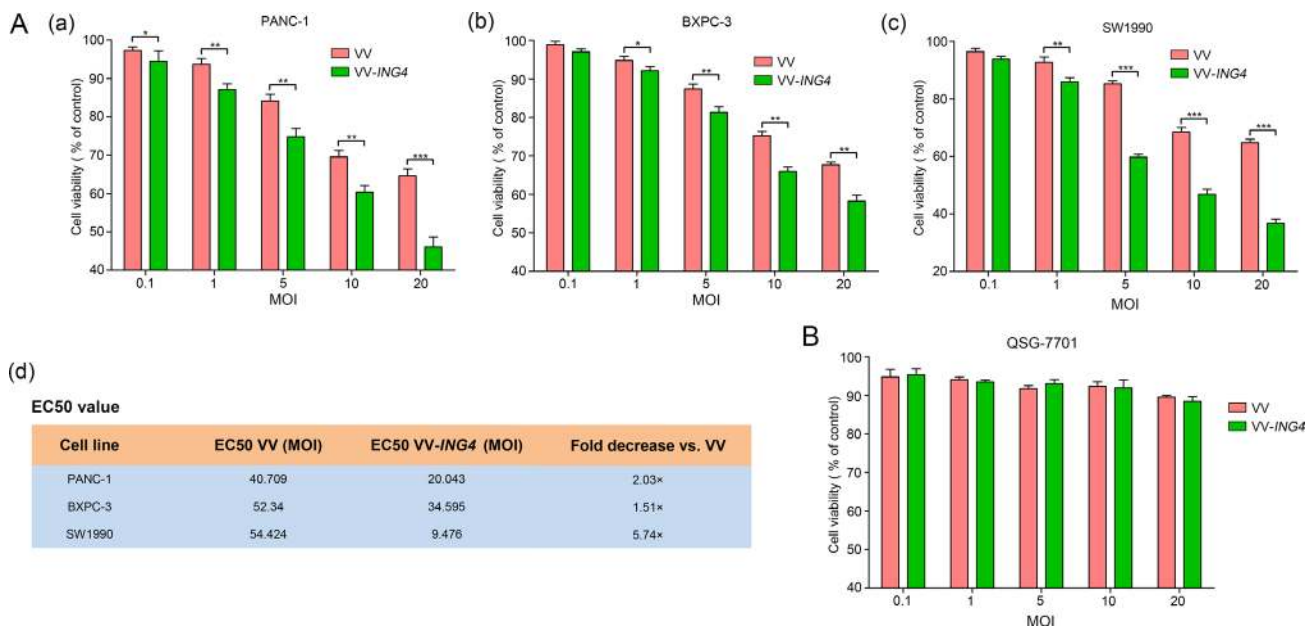 A
(a)
PANC-1
VV
VV-ING4
Cell viability ( % of control)
100
90
80
70
60
50
40
*
**
**
**
***
0.1 1 5 10 20
MOI
(b)
BXPC-3
VV
VV-ING4
Cell viability ( % of control)
100
90
80
70
60
50
40
*
**
**
**
0.1 1 5 10 20
MOI
(c)
SW1990
VV
VV-ING4
Cell viability ( % of control)
100
80
60
40
20
**
***
***
***
0.1 1 5 10 20
MOI
(d)
EC50 value
Cell line EC50 VV (MOI) EC50 VV-ING4 (MOI) Fold decrease vs. VV
PANC-1 40.709 20.043 2.03×
BXPC-3 52.34 34.595 1.51×
SW1990 54.424 9.476 5.74×
B
QSG-7701
VV
VV-ING4
Cell viability ( % of control)
100
90
80
70
60
50
40
0.1 1 5 10 20
MOI